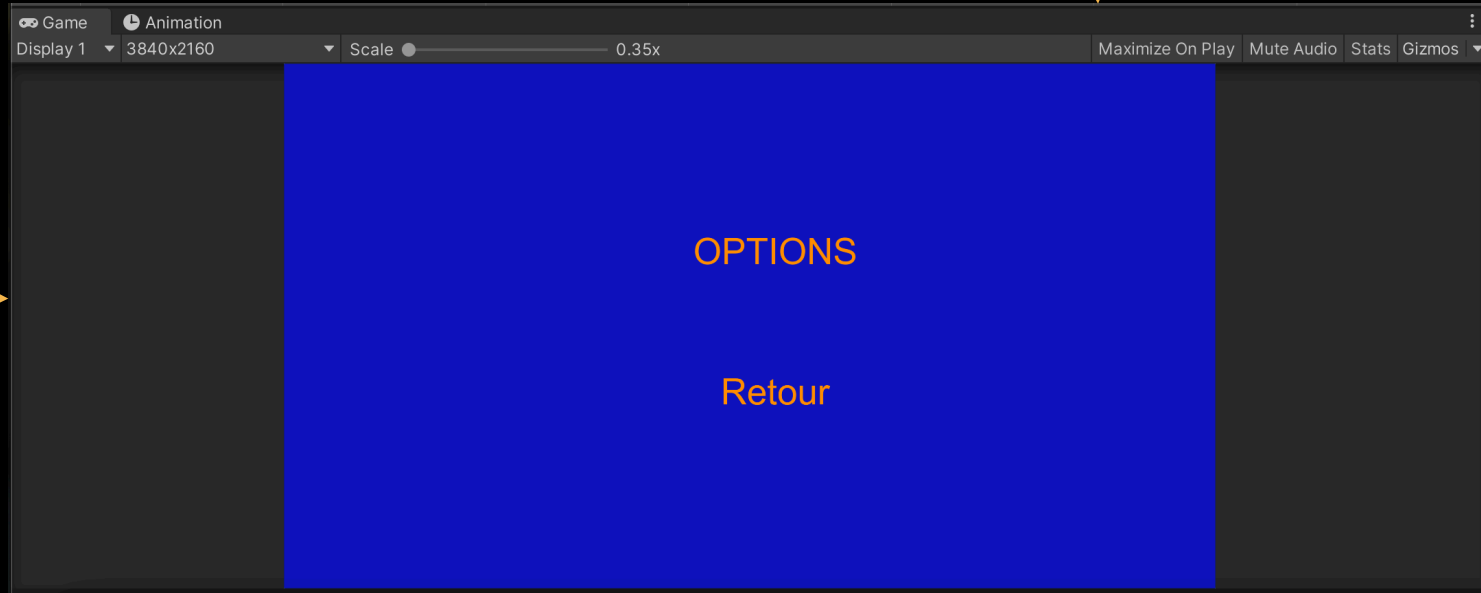 Game Animation
Display 1 3840x2160 Scale 0.35x Maximize On Play Mute Audio Stats Gizmos
OPTIONS
Retour